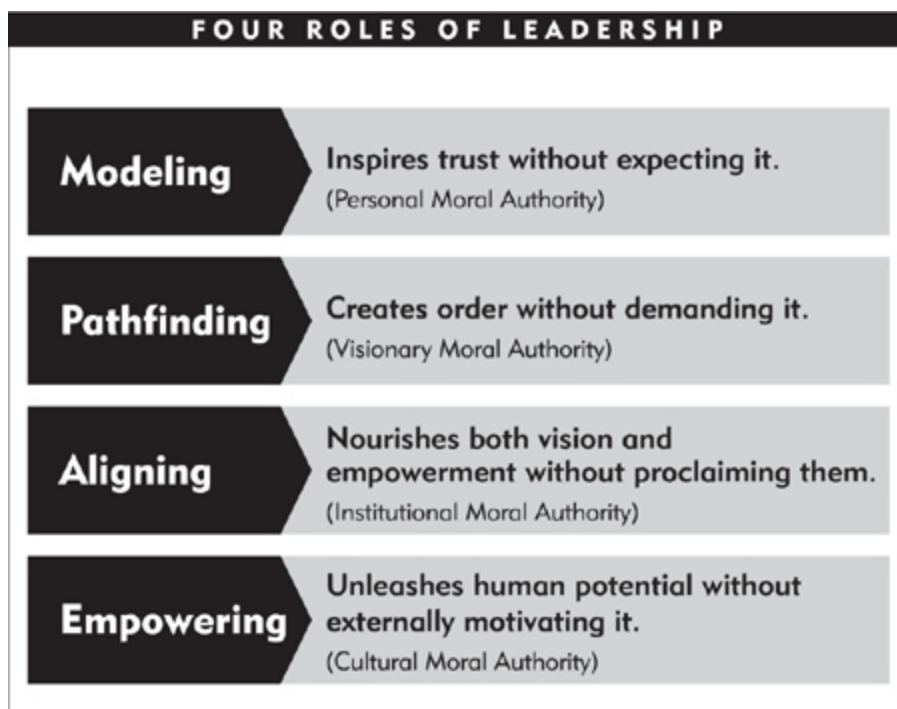 FOUR ROLES OF LEADERSHIP
Modeling
Inspires trust without expecting it.
(Personal Moral Authority)
Pathfinding
Creates order without demanding it.
(Visionary Moral Authority)
Aligning
Nourishes both vision and
empowerment without proclaiming them.
(Institutional Moral Authority)
Empowering
Unleashes human potential without
externally motivating it.
(Cultural Moral Authority)